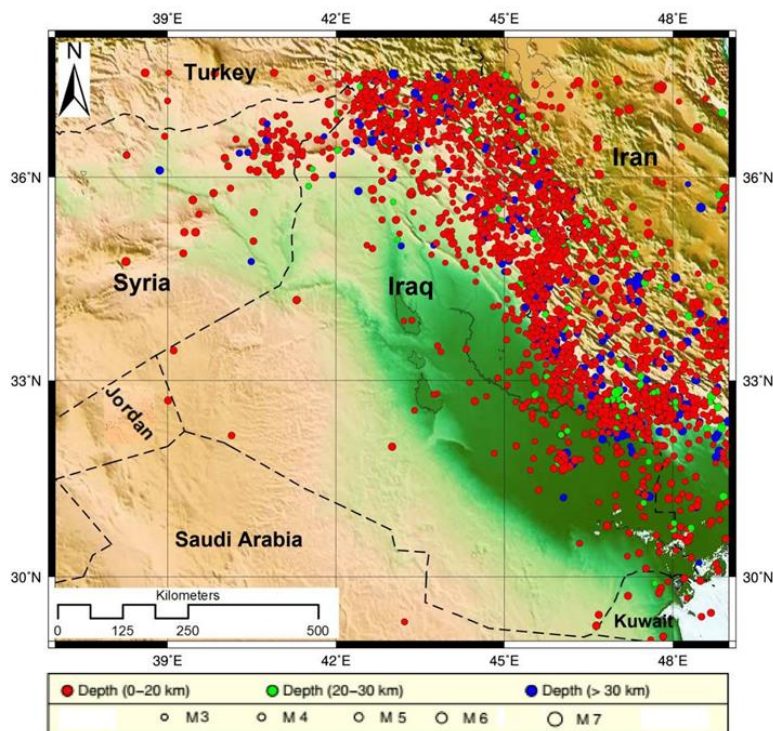 39°E 42°E 45°E 48°E
N
Turkey
Iran
36°N 36°N
Syria
Iraq
33°N 33°N
Jordan
Saudi Arabia
30°N 30°N
Kilometers
0 125 250 500
Kuwait
39°E 42°E 45°E 48°E
Depth (0–20 km) Depth (20–30 km) Depth (> 30 km)
M 3 M 4 M 5 M 6 M 7